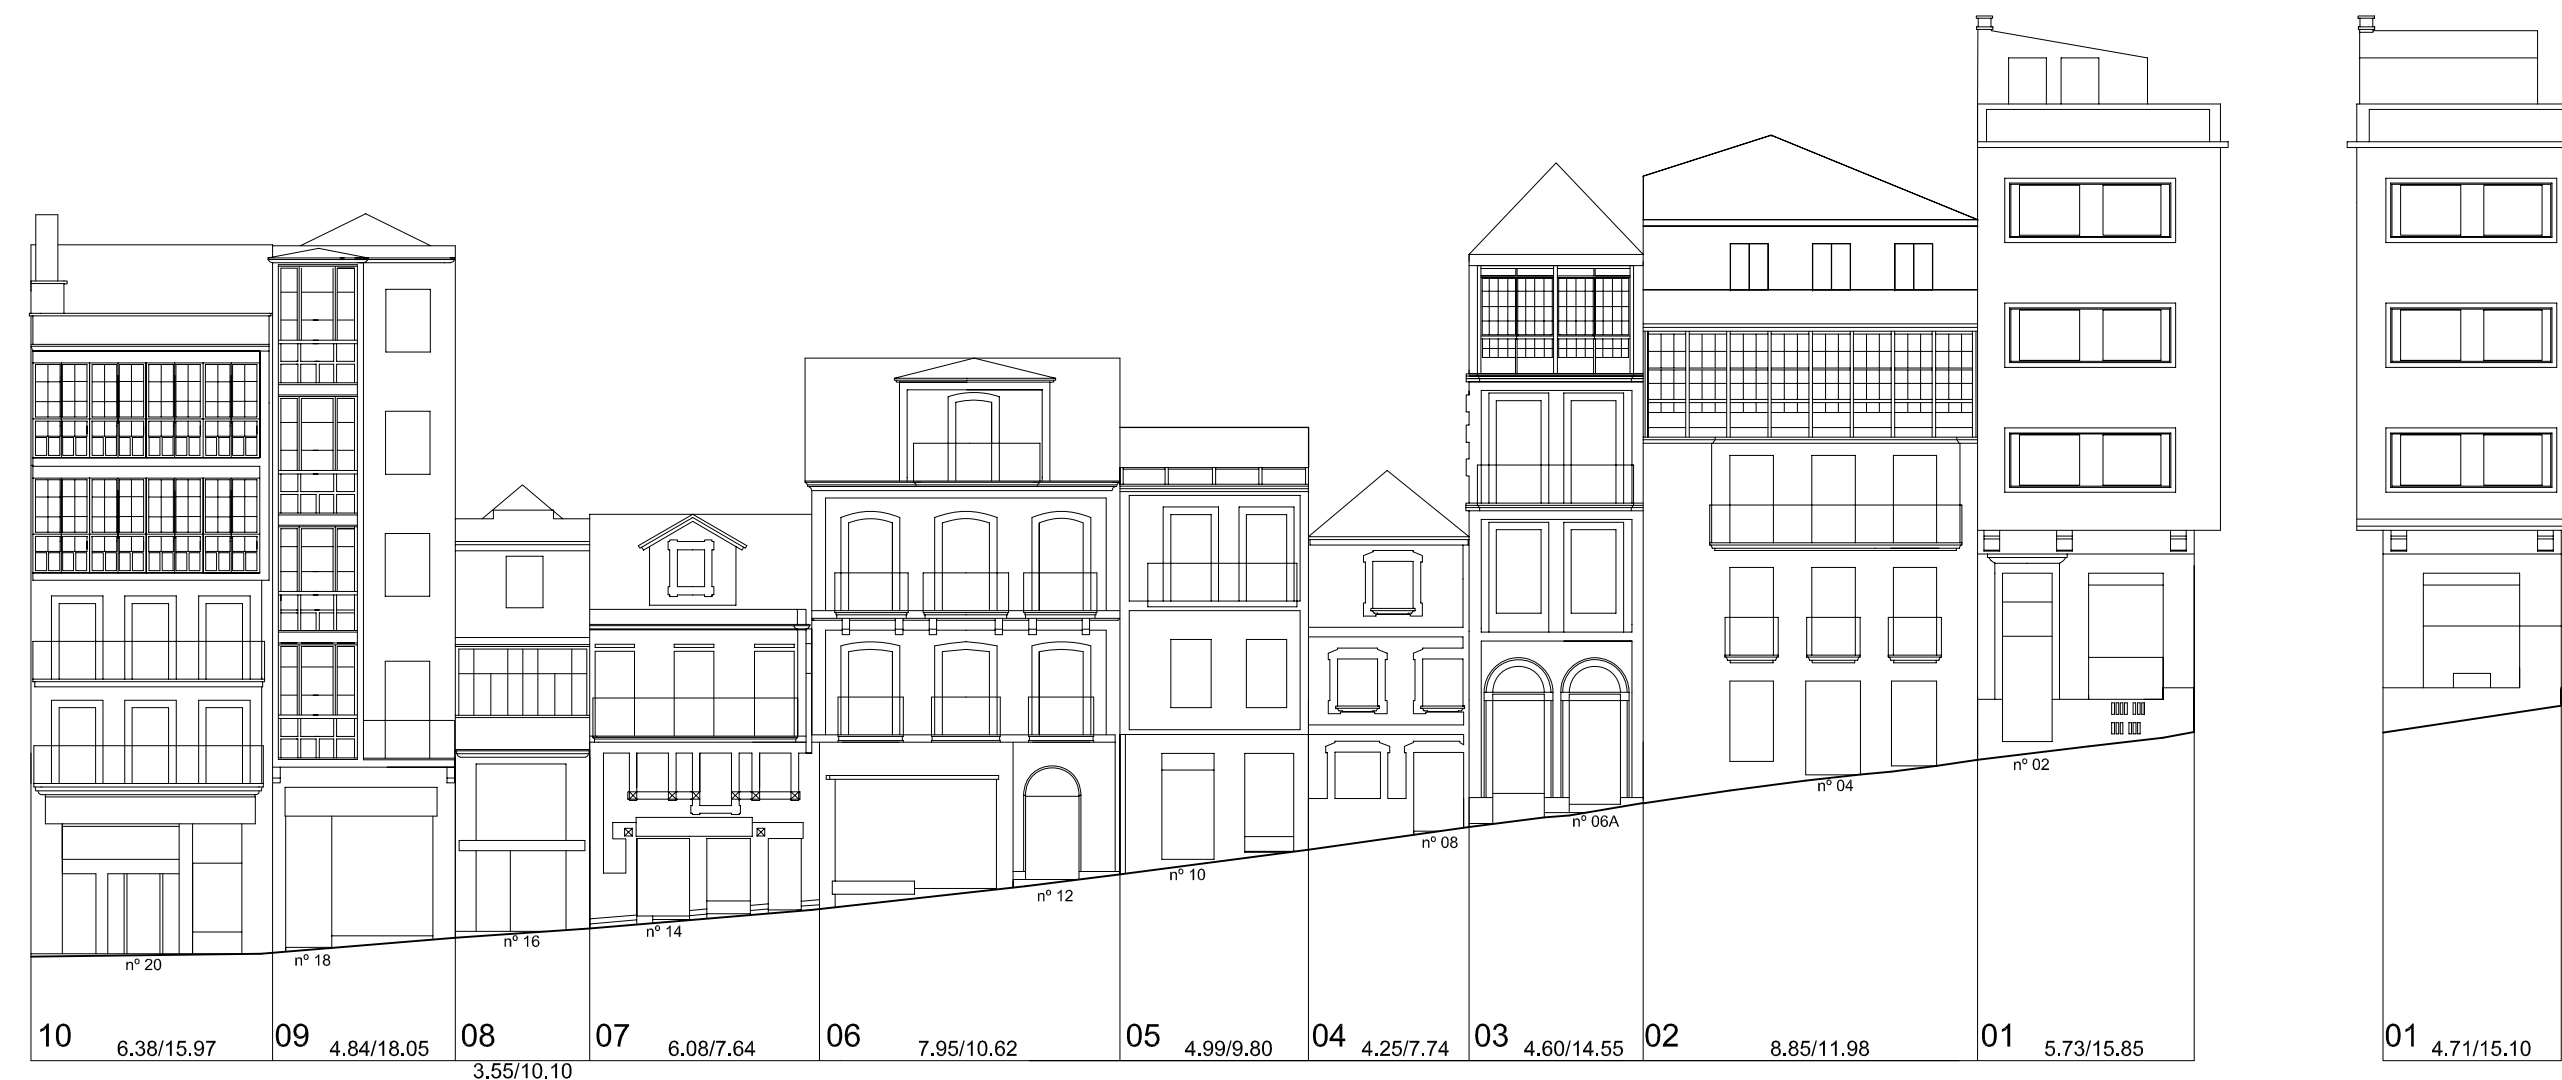 nº 02
nº 04
nº 06A
nº 08
nº 10
nº 12
nº 14
nº 16
nº 18
nº 20
10 6.38/15.97
09 4.84/18.05
08 3.55/10.10
07 6.08/7.64
06 7.95/10.62
05 4.99/9.80
04 4.25/7.74
03 4.60/14.55
02 8.85/11.98
01 5.73/15.85
01 4.71/15.10